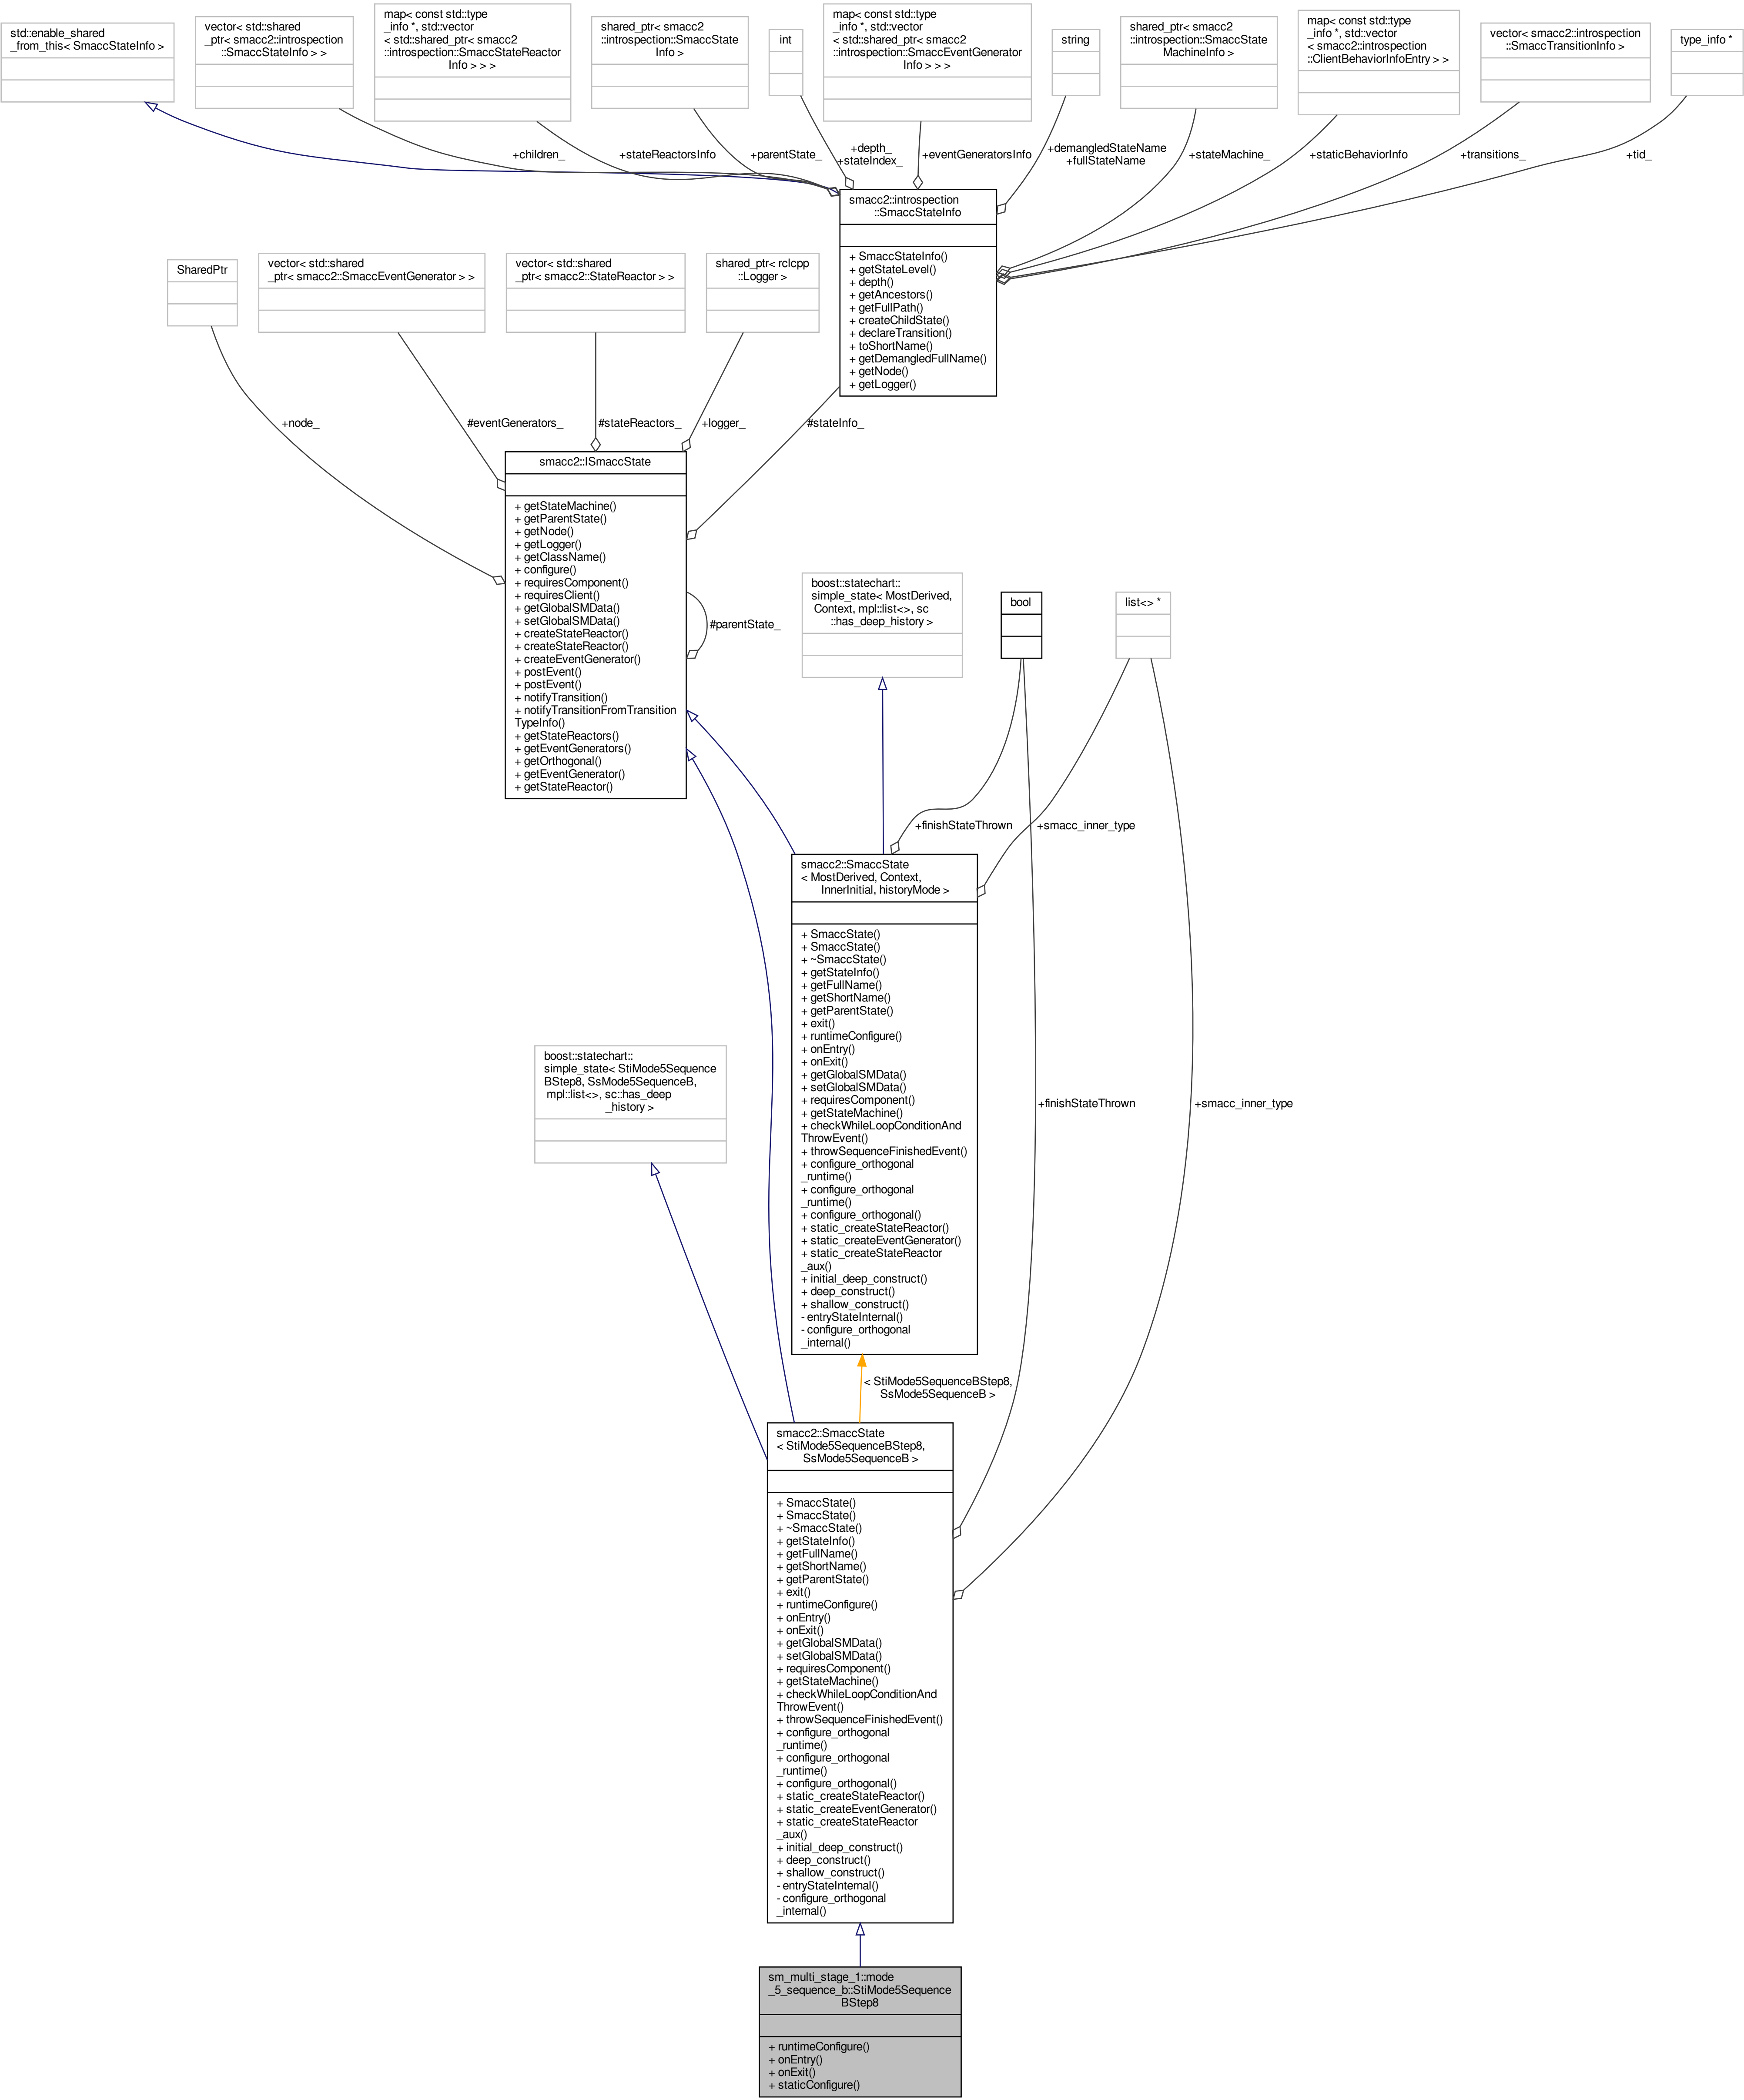 std::enable_shared
_from_this< SmaccStateInfo >
vector< std::shared
_ptr< smacc2::introspection
::SmaccStateInfo > >
map< const std::type
_info *, std::vector
< std::shared_ptr< smacc2
::introspection::SmaccStateReactor
Info > > >
shared_ptr< smacc2
::introspection::SmaccState
Info >
int
map< const std::type
_info *, std::vector
< std::shared_ptr< smacc2
::introspection::SmaccEventGenerator
Info > > >
string
shared_ptr< smacc2
::introspection::SmaccState
MachineInfo >
map< const std::type
_info *, std::vector
< smacc2::introspection
::ClientBehaviorInfoEntry > >
vector< smacc2::introspection
::SmaccTransitionInfo >
type_info *
+children_
+stateReactorsInfo
+parentState_
+depth_
+stateIndex_
+eventGeneratorsInfo
+demangledStateName
+fullStateName
+stateMachine_
+staticBehaviorInfo
+transitions_
+tid_
smacc2::introspection
::SmaccStateInfo
+ SmaccStateInfo()
+ getStateLevel()
+ depth()
+ getAncestors()
+ getFullPath()
+ createChildState()
+ declareTransition()
+ toShortName()
+ getDemangledFullName()
+ getNode()
+ getLogger()
SharedPtr
vector< std::shared
_ptr< smacc2::SmaccEventGenerator > >
vector< std::shared
_ptr< smacc2::StateReactor > >
shared_ptr< rclcpp
::Logger >
+node_
#eventGenerators_
#stateReactors_
+logger_
#stateInfo_
smacc2::ISmaccState
+ getStateMachine()
+ getParentState()
+ getNode()
+ getLogger()
+ getClassName()
+ configure()
+ requiresComponent()
+ requiresClient()
+ getGlobalSMData()
+ setGlobalSMData()
+ createStateReactor()
+ createStateReactor()
+ createEventGenerator()
+ postEvent()
+ postEvent()
+ notifyTransition()
+ notifyTransitionFromTransition
TypeInfo()
+ getStateReactors()
+ getEventGenerators()
+ getOrthogonal()
+ getEventGenerator()
+ getStateReactor()
#parentState_
boost::statechart::
simple_state< MostDerived,
Context, mpl::list<>, sc
::has_deep_history >
bool
list<> *
+finishStateThrown
+smacc_inner_type
smacc2::SmaccState
< MostDerived, Context,
InnerInitial, historyMode >
+ SmaccState()
+ SmaccState()
+ ~SmaccState()
+ getStateInfo()
+ getFullName()
+ getShortName()
+ getParentState()
+ exit()
+ runtimeConfigure()
+ onEntry()
+ onExit()
+ getGlobalSMData()
+ setGlobalSMData()
+ requiresComponent()
+ getStateMachine()
+ checkWhileLoopConditionAnd
ThrowEvent()
+ throwSequenceFinishedEvent()
+ configure_orthogonal
_runtime()
+ configure_orthogonal
_runtime()
+ configure_orthogonal()
+ static_createStateReactor()
+ static_createEventGenerator()
+ static_createStateReactor
_aux()
+ initial_deep_construct()
+ deep_construct()
+ shallow_construct()
- entryStateInternal()
- configure_orthogonal
_internal()
boost::statechart::
simple_state< StiMode5Sequence
BStep8, SsMode5SequenceB,
mpl::list<>, sc::has_deep
_history >
+finishStateThrown
+smacc_inner_type
< StiMode5SequenceBStep8,
SsMode5SequenceB >
smacc2::SmaccState
< StiMode5SequenceBStep8,
SsMode5SequenceB >
+ SmaccState()
+ SmaccState()
+ ~SmaccState()
+ getStateInfo()
+ getFullName()
+ getShortName()
+ getParentState()
+ exit()
+ runtimeConfigure()
+ onEntry()
+ onExit()
+ getGlobalSMData()
+ setGlobalSMData()
+ requiresComponent()
+ getStateMachine()
+ checkWhileLoopConditionAnd
ThrowEvent()
+ throwSequenceFinishedEvent()
+ configure_orthogonal
_runtime()
+ configure_orthogonal
_runtime()
+ configure_orthogonal()
+ static_createStateReactor()
+ static_createEventGenerator()
+ static_createStateReactor
_aux()
+ initial_deep_construct()
+ deep_construct()
+ shallow_construct()
- entryStateInternal()
- configure_orthogonal
_internal()
sm_multi_stage_1::mode
_5_sequence_b::StiMode5Sequence
BStep8
+ runtimeConfigure()
+ onEntry()
+ onExit()
+ staticConfigure()